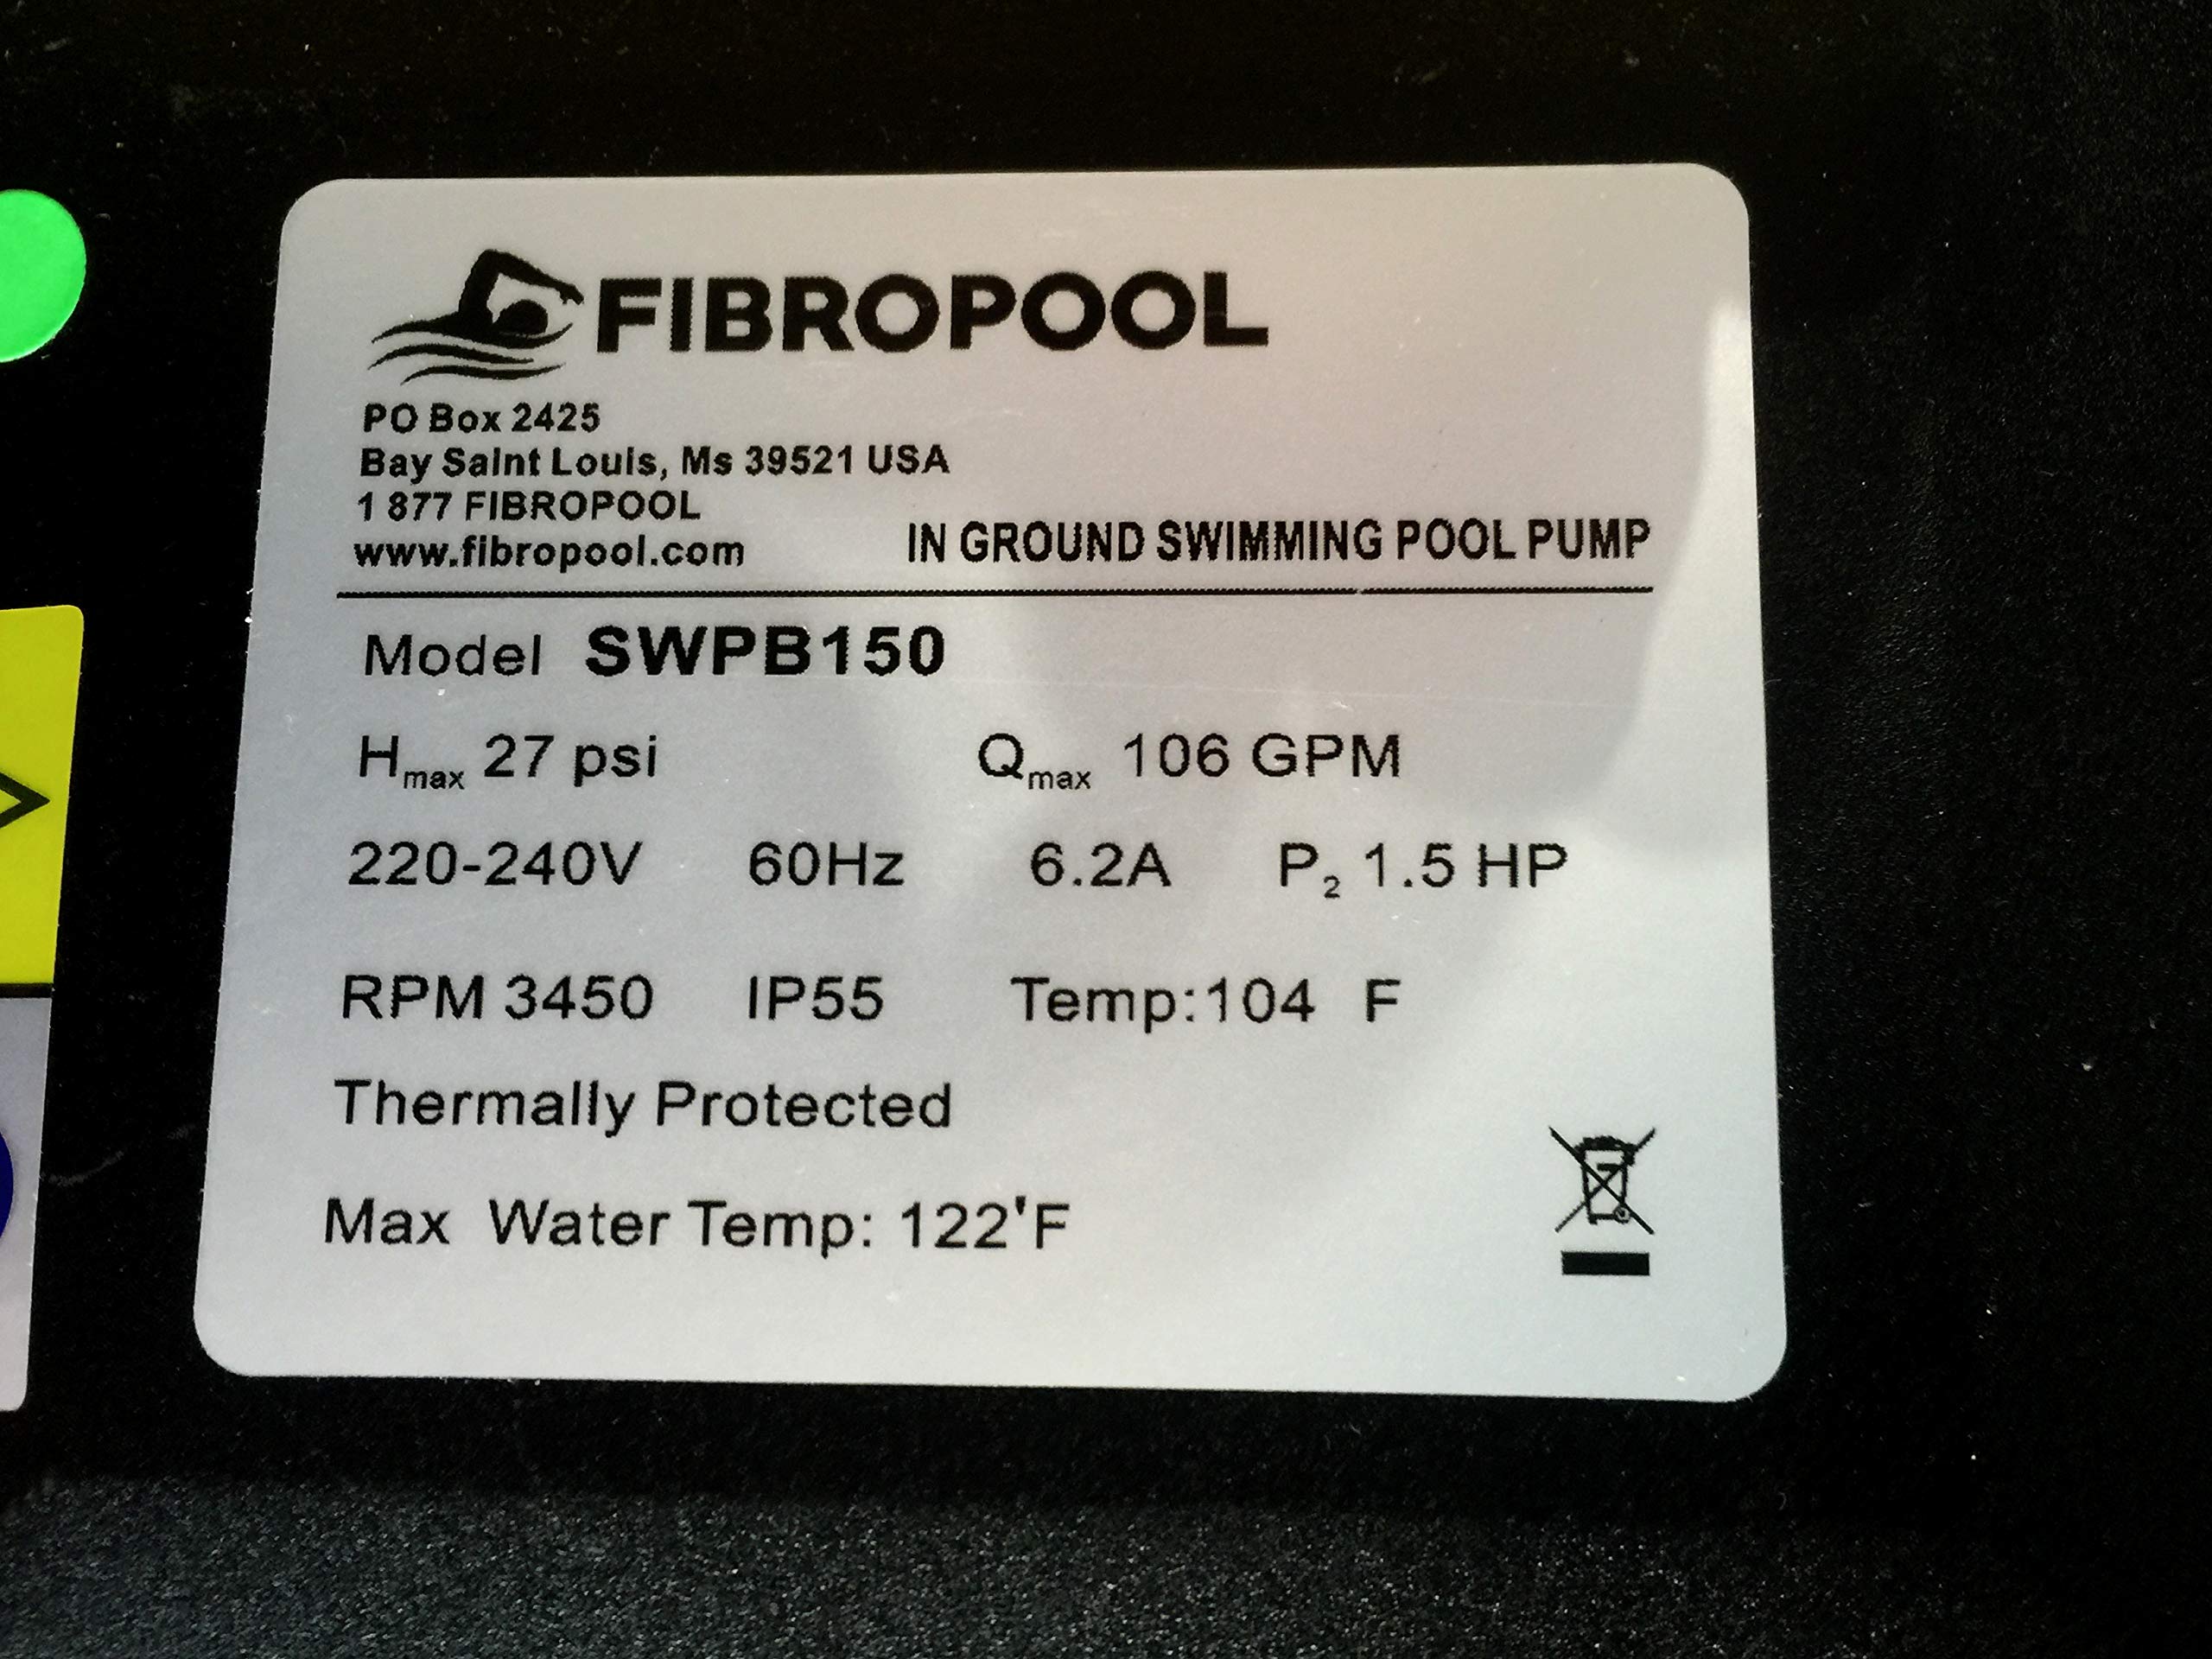 FIBROPOOL
PO Box 2425
Bay Saint Louis, Ms 39521 USA
1 877 FIBROPOOL
www.fibropool.com
IN GROUND SWIMMING POOL PUMP
Model SWPB150
Hmax 27 psi Qmax 106 GPM
220-240V 60Hz 6.2A P2 1.5 HP
RPM 3450 IP55 Temp:104 F
Thermally Protected
Max Water Temp: 122'F